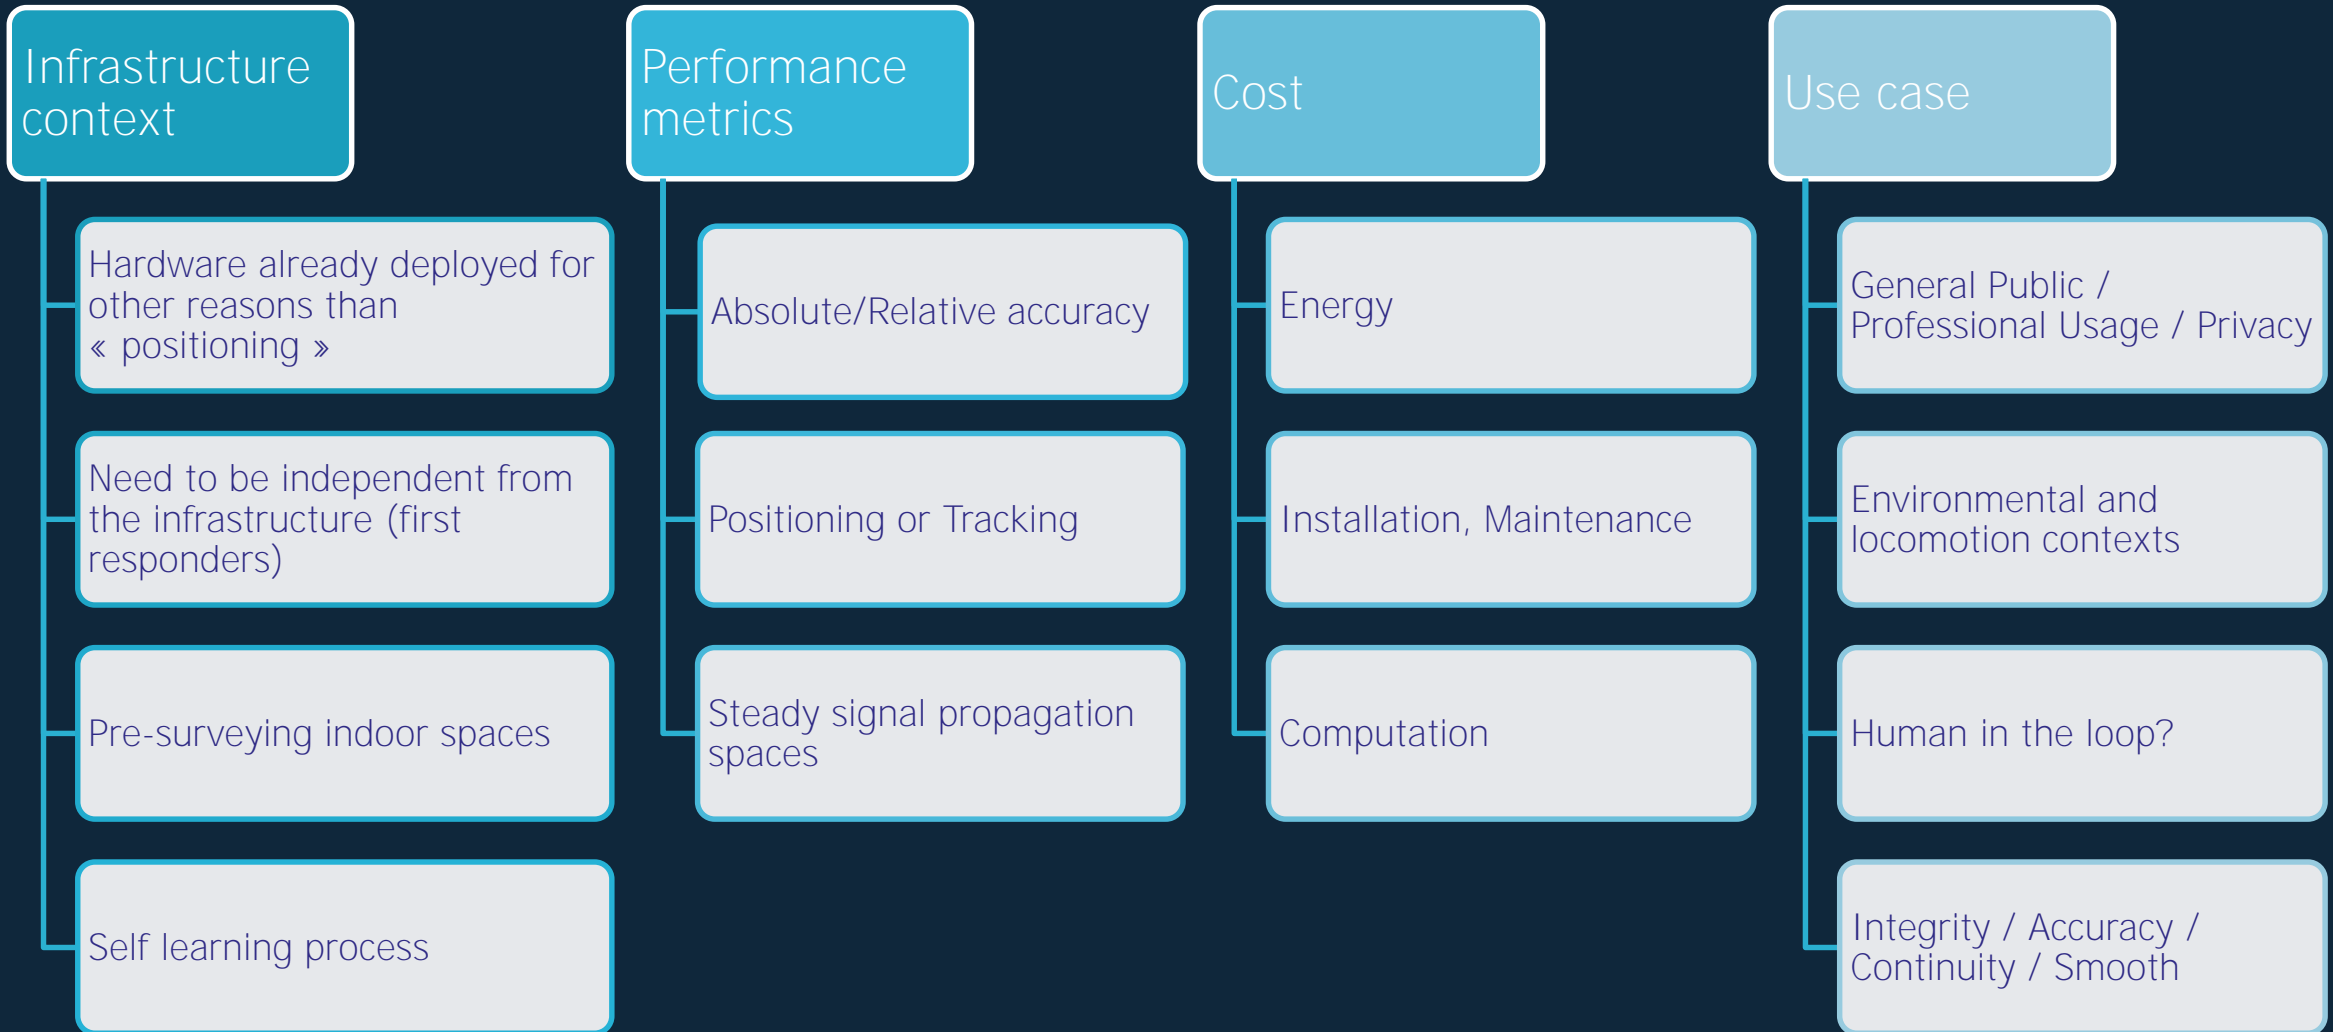 Infrastructure
context
Hardware already deployed for
other reasons than
« positioning »
Need to be independent from
the infrastructure (first
responders)
Pre-surveying indoor spaces
Self learning process
Performance
metrics
Absolute/Relative accuracy
Positioning or Tracking
Steady signal propagation
spaces
Cost
Energy
Installation, Maintenance
Computation
Use case
General Public /
Professional Usage / Privacy
Environmental and
locomotion contexts
Human in the loop?
Integrity / Accuracy /
Continuity / Smooth